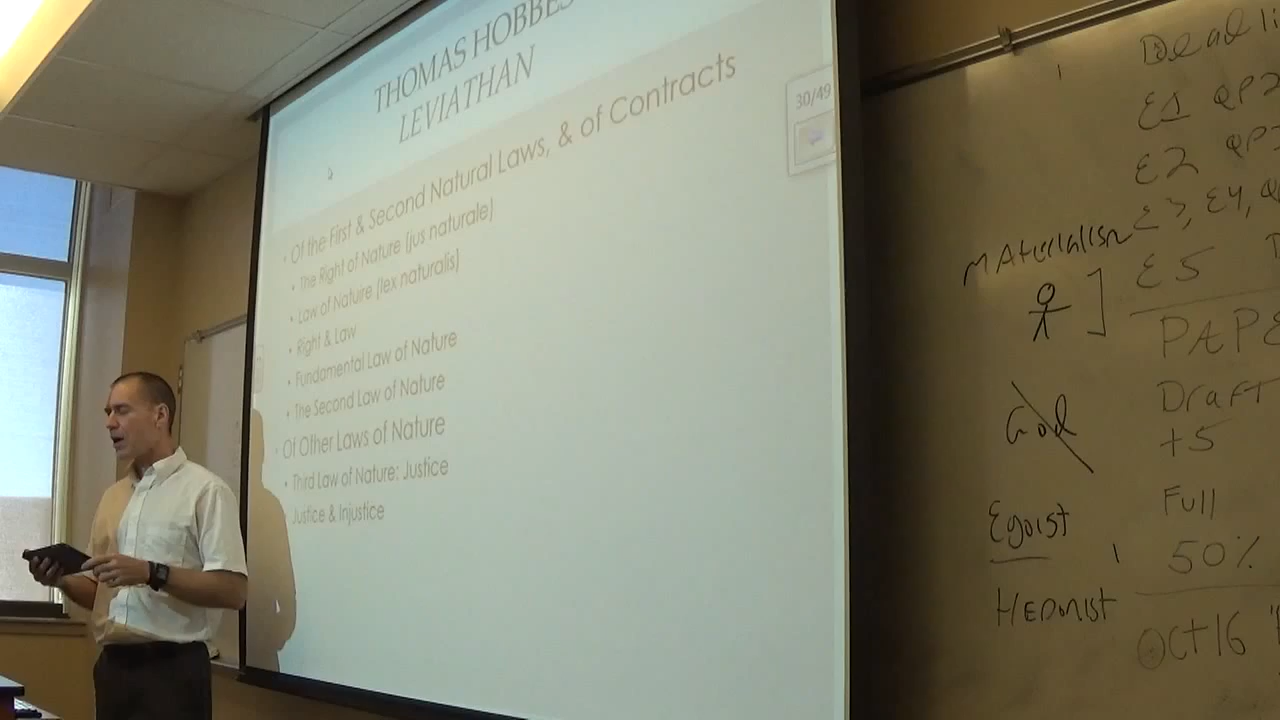 THOMAS HOBBES
LEVIATHAN
30/49
Of the First & Second Natural Laws, & of Contracts
The Right of Nature (jus naturale)
Law of Nature (lex naturalis)
Right & Law
Fundamental Law of Nature
The Second Law of Nature
Of Other Laws of Nature
Third Law of Nature: Justice
Justice & Injustice
MAterialism
God
Egoist
HEDonist
E1 QP2
E2
E3, E4,
E5
Draft
+5
Full
50%
Oct 16